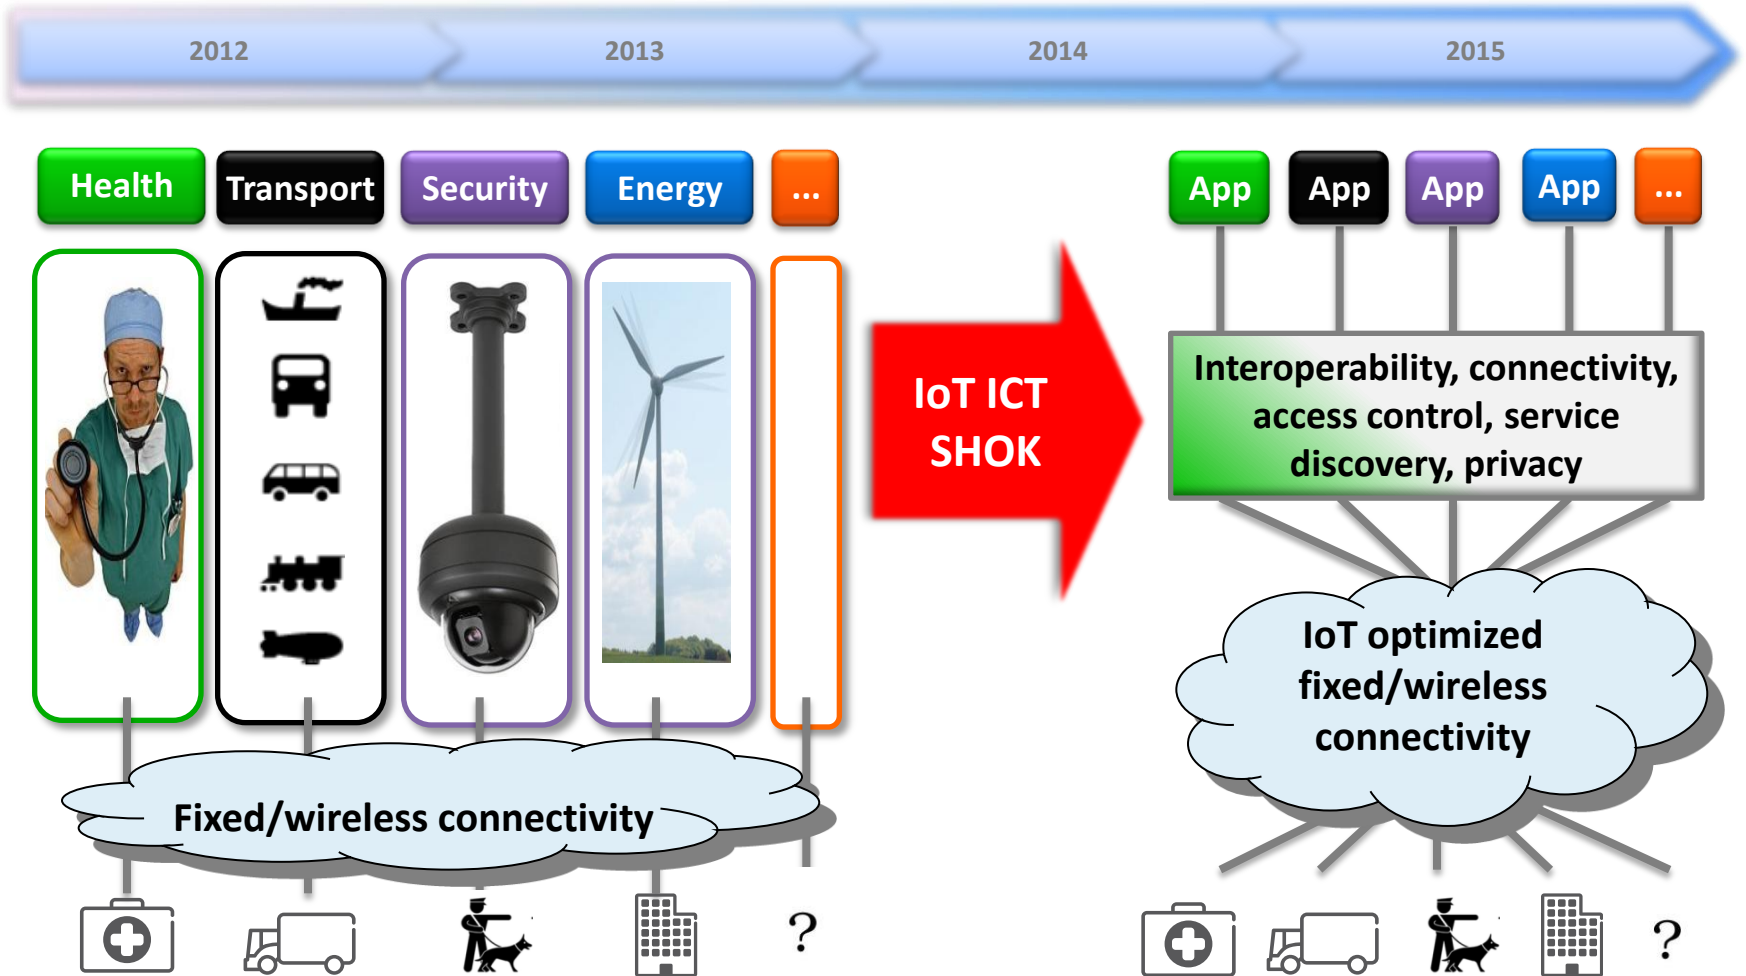 2012
2013
2014
2015
Health
Transport
Security
Energy
...
App
App
App
App
...
IoT ICT
SHOK
Interoperability, connectivity,
access control, service
discovery, privacy
IoT optimized
fixed/wireless
connectivity
Fixed/wireless connectivity
?
?